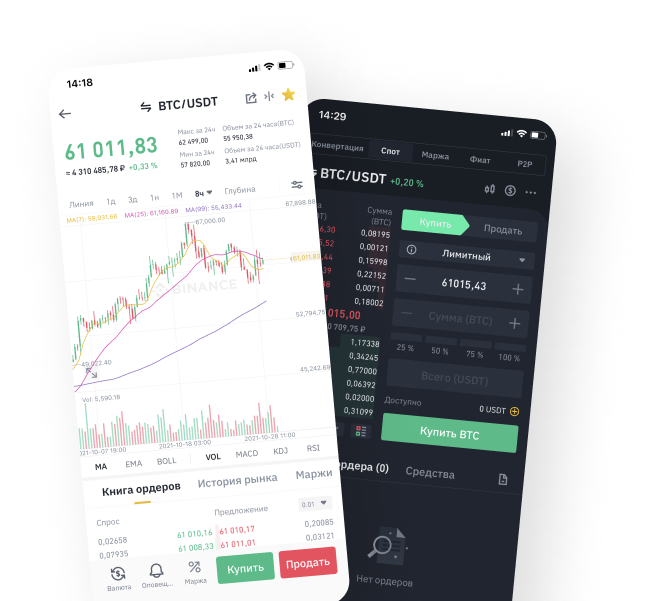 14:18
BTC/USDT
61 011,83
≈ 4 310 485,78 ₽ +0,33 %
Макс за 24ч
62 499,00
Объем за 24 часа(BTC)
55 950,38
Мин за 24ч
57 820,00
Объем за 24 часа(USDT)
3,41 млрд
Линия 1д 3д 1н 1М 8ч Глубина
MA(7): 59,931.66 MA(25): 61,160.89 MA(99): 55,433.44
67,898.88
67,000.00
61,011.83
BINANCE
52,794.75
49,022.40
45,242.68
Vol: 5,590.18
2021-10-07 19:00 2021-10-18 03:00 2021-10-28 11:00
MA EMA BOLL VOL MACD KDJ RSI
Книга ордеров История рынка Маржи
Спрос Предложение 0.01
0,02658 61 010,16 61 010,17 0,20085
0,07935 61 008,33 61 011,01 0,03121
Валюта Оповещ... Маржа Купить Продать
14:29
Конвертация Спот Маржа Фиат P2P
BTC/USDT +0,20 %
Сумма
(BTC)
0,08195
0,00121
0,15998
0,22152
0,00711
0,18002
015,00
709,75 ₽
1,17338
0,34245
0,77000
0,06392
0,02000
0,31099
Купить Продать
Лимитный
61015,43
Сумма (BTC)
25 % 50 % 75 % 100 %
Всего (USDT)
Доступно 0 USDT
Купить BTC
ордера (0) Средства
Нет ордеров